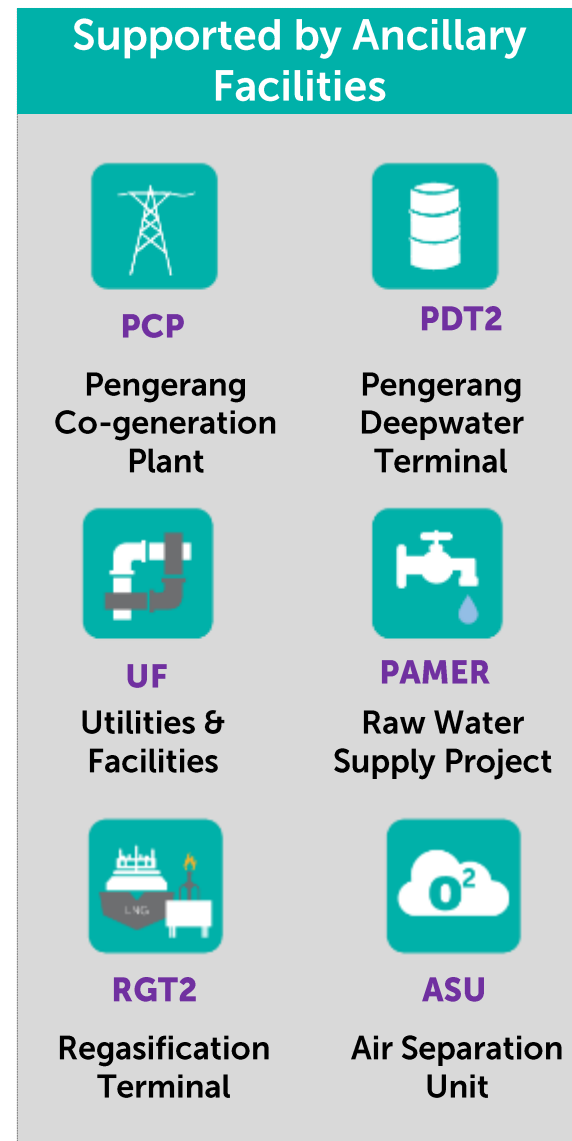 Supported by Ancillary
Facilities
PCP
Pengerang
Co-generation
Plant
PDT2
Pengerang
Deepwater
Terminal
UF
Utilities &
Facilities
PAMER
Raw Water
Supply Project
LNG
RGT2
Regasification
Terminal
O²
ASU
Air Separation
Unit